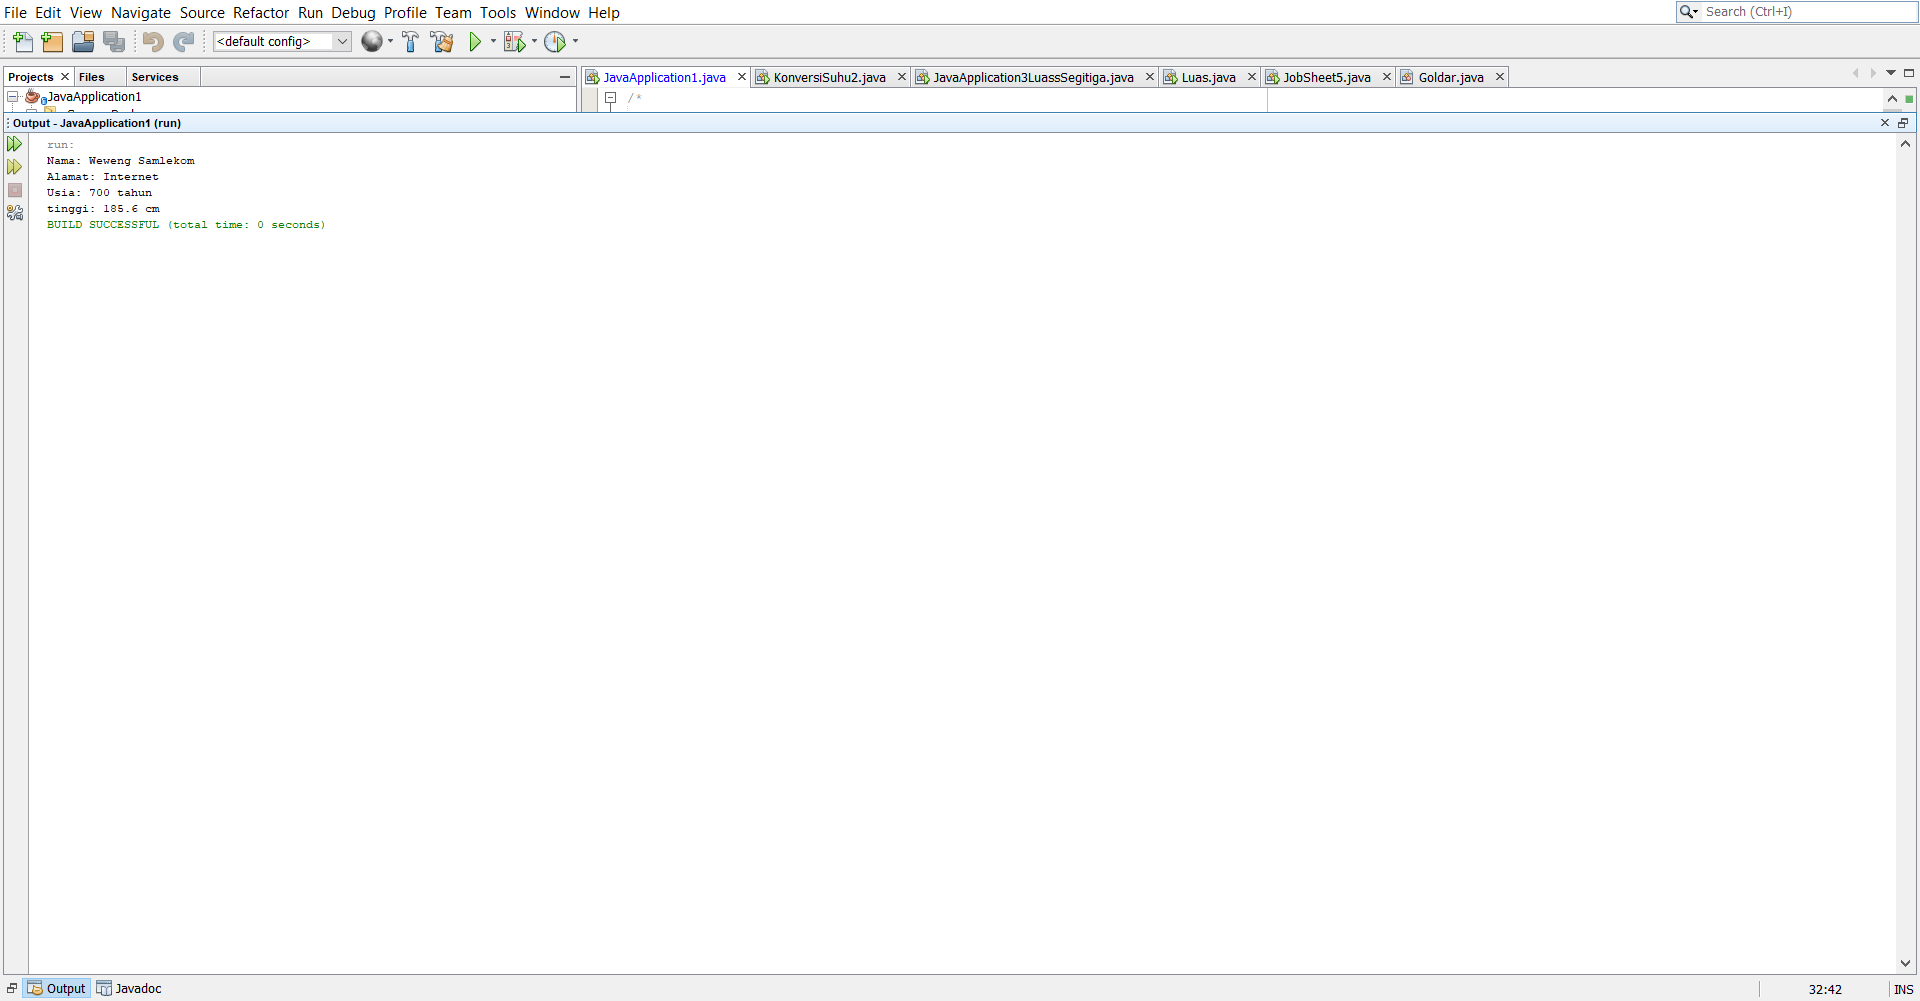 File Edit View Navigate Source Refactor Run Debug Profile Team Tools Window Help
Search (Ctrl+I)
<default config>
Projects Files Services
JavaApplication1.java KonversiSuhu2.java JavaApplication3LuassSegitiga.java Luas.java JobSheet5.java Goldar.java
JavaApplication1
/*
Output - JavaApplication1 (run)
run:
Nama: Weweng Samlekom
Alamat: Internet
Usia: 700 tahun
tinggi: 185.6 cm
BUILD SUCCESSFUL (total time: 0 seconds)
Output Javadoc
32:42 INS